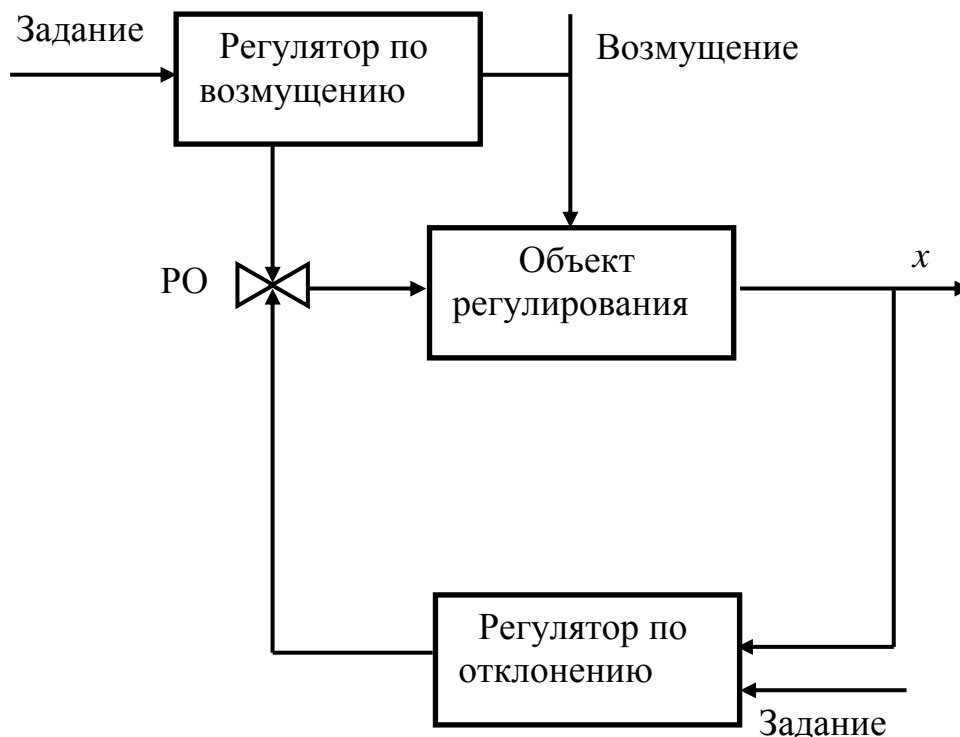 Задание
Регулятор по
возмущению
Возмущение
РО
Объект
регулирования
x
Регулятор по
отклонению
Задание